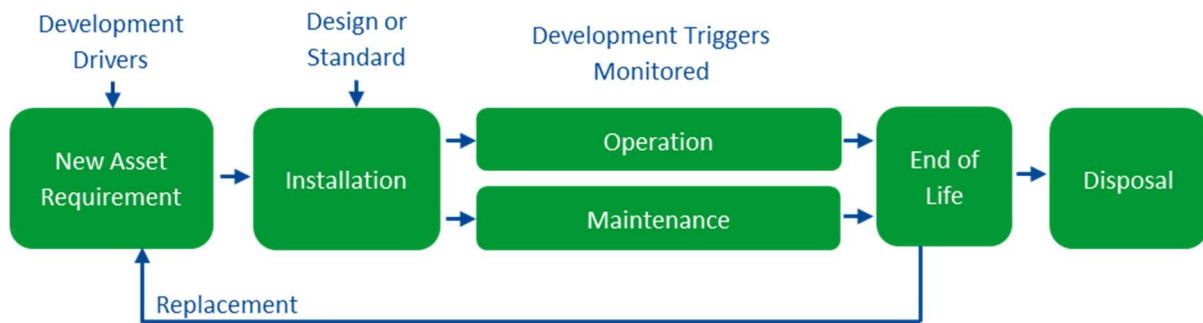 Development
Drivers
Design or
Standard
Development Triggers
Monitored
New Asset
Requirement
Installation
Operation
Maintenance
End of
Life
Disposal
Replacement